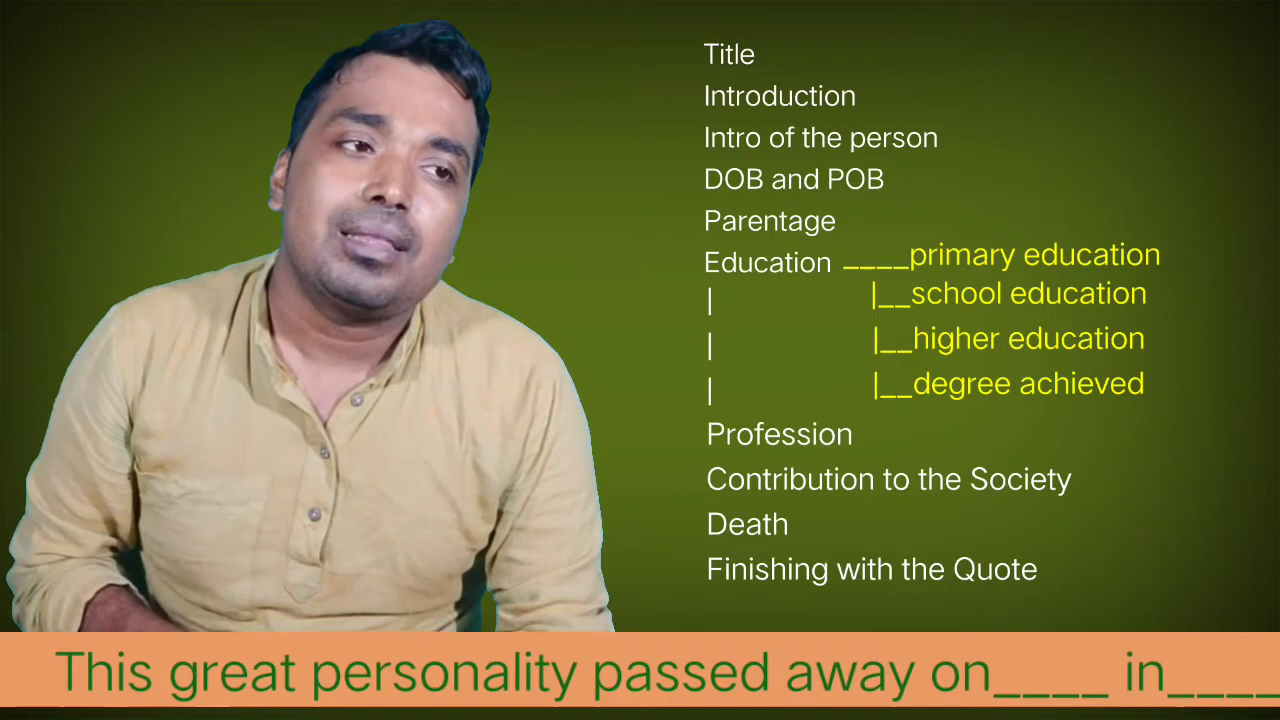 Title
Introduction
Intro of the person
DOB and POB
Parentage
Education ____primary education
| |__school education
| |__higher education
| |__degree achieved
Profession
Contribution to the Society
Death
Finishing with the Quote
This great personality passed away on____ in____